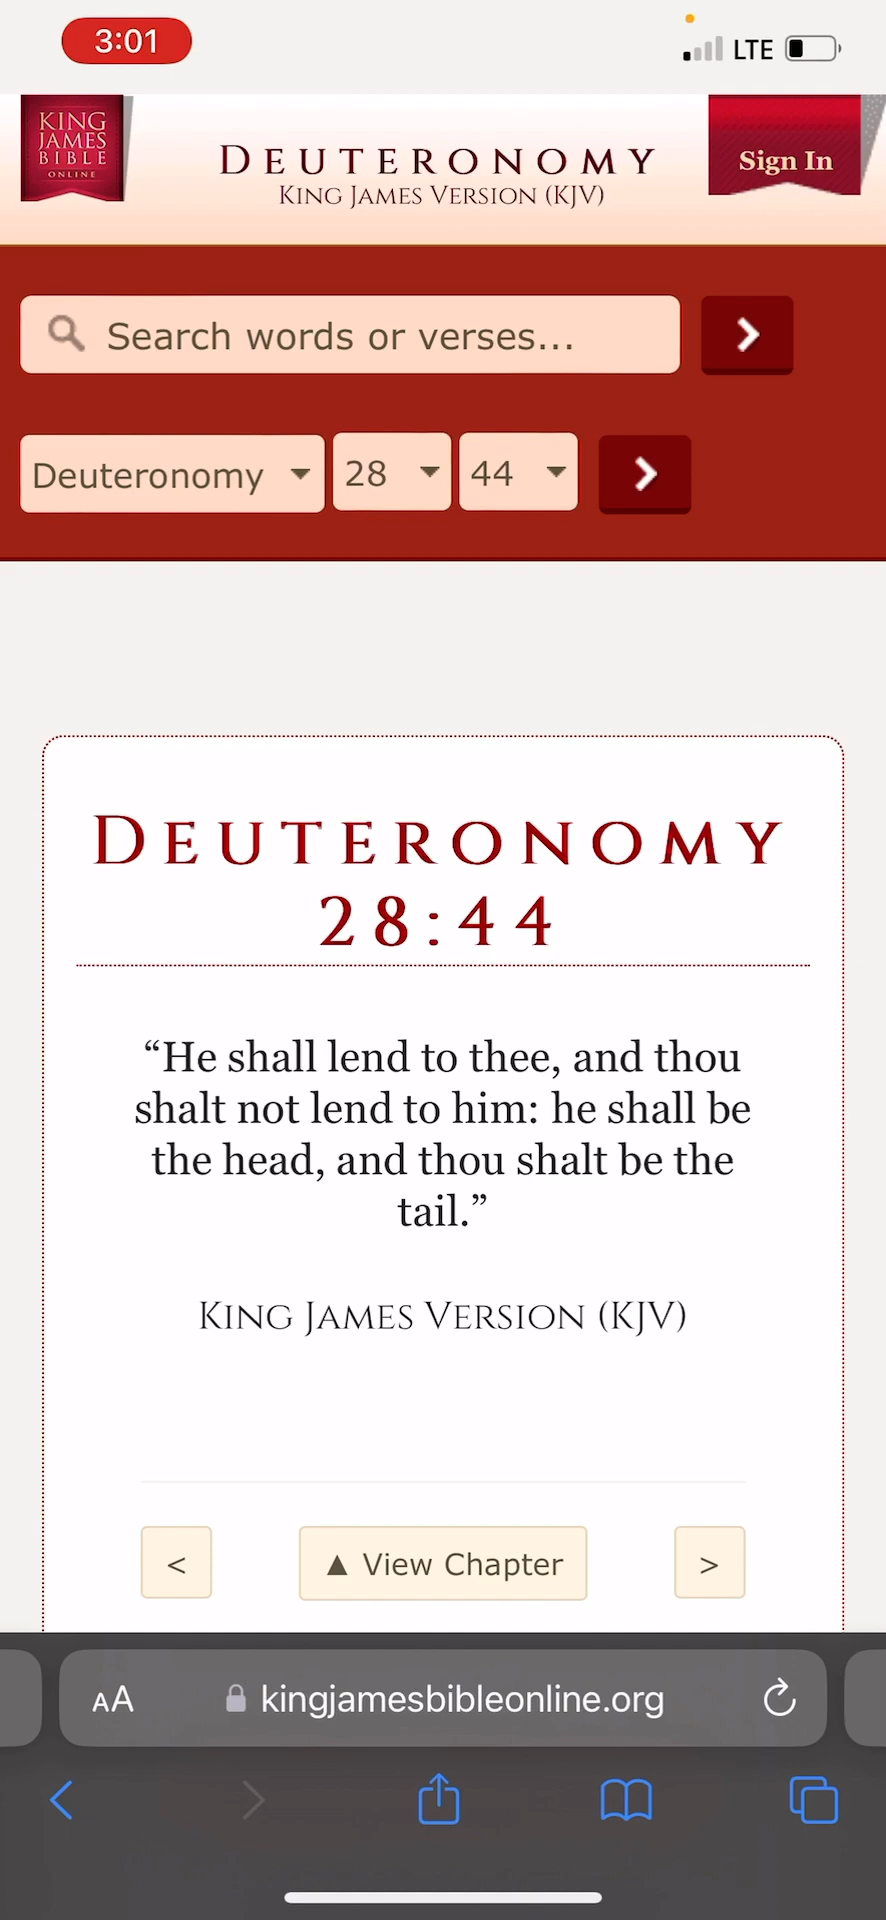 3:01
LTE
KING
JAMES
BIBLE
ONLINE
DEUTERONOMY
KING JAMES VERSION (KJV)
Sign In
Search words or verses...
Deuteronomy 28 44
DEUTERONOMY
28:44
“He shall lend to thee, and thou
shalt not lend to him: he shall be
the head, and thou shalt be the
tail.”
KING JAMES VERSION (KJV)
< ▲ View Chapter >
AA kingjamesbibleonline.org